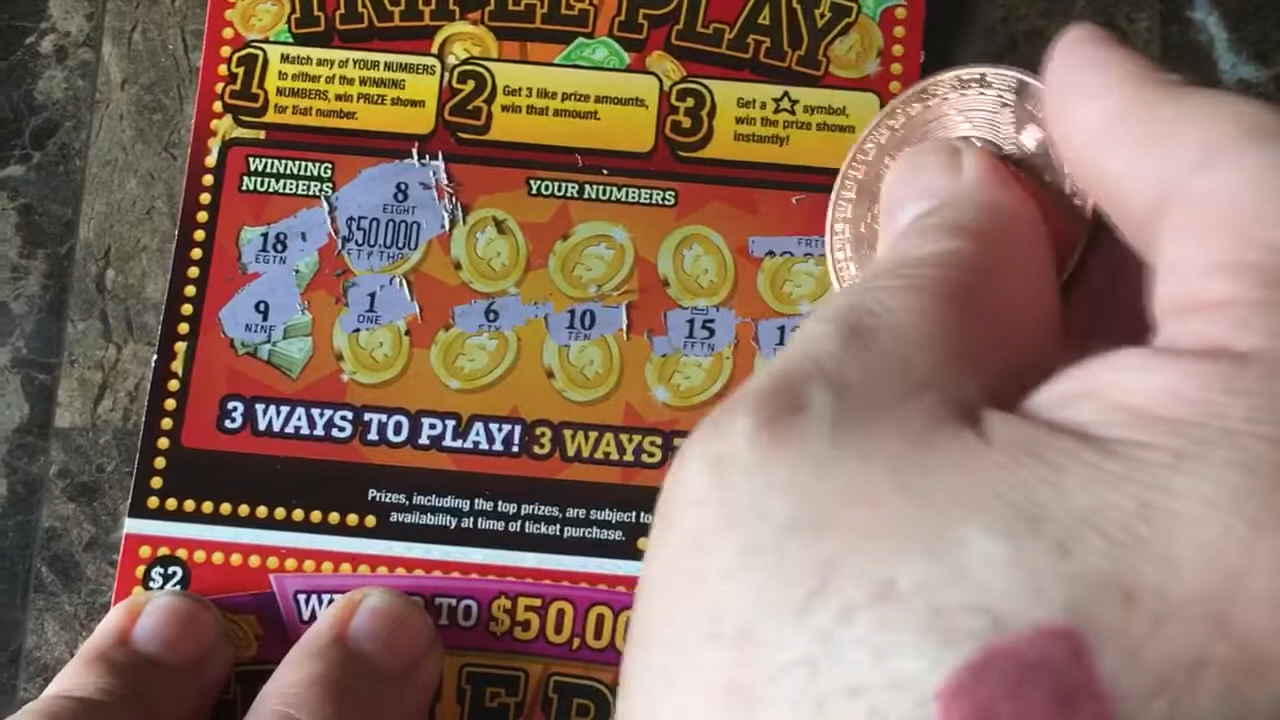 TRIPLE PLAY
1
Match any of YOUR NUMBERS
to either of the WINNING
NUMBERS, win PRIZE shown
for that number.
2
Get 3 like prize amounts,
win that amount.
3
Get a ☆ symbol,
win the prize shown
instantly!
WINNING
NUMBERS
YOUR NUMBERS
8
EIGHT
$50,000
18
EGTN
9
NINE
1
ONE
6
SIX
10
TEN
15
FFTN
3 WAYS TO PLAY! 3 WAYS
Prizes, including the top prizes, are subject to
availability at time of ticket purchase.
$2
TO $50,00